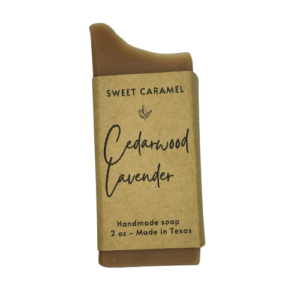 SWEET CARAMEL
Cedarwood
Lavender
Handmade soap
2 oz - Made in Texas